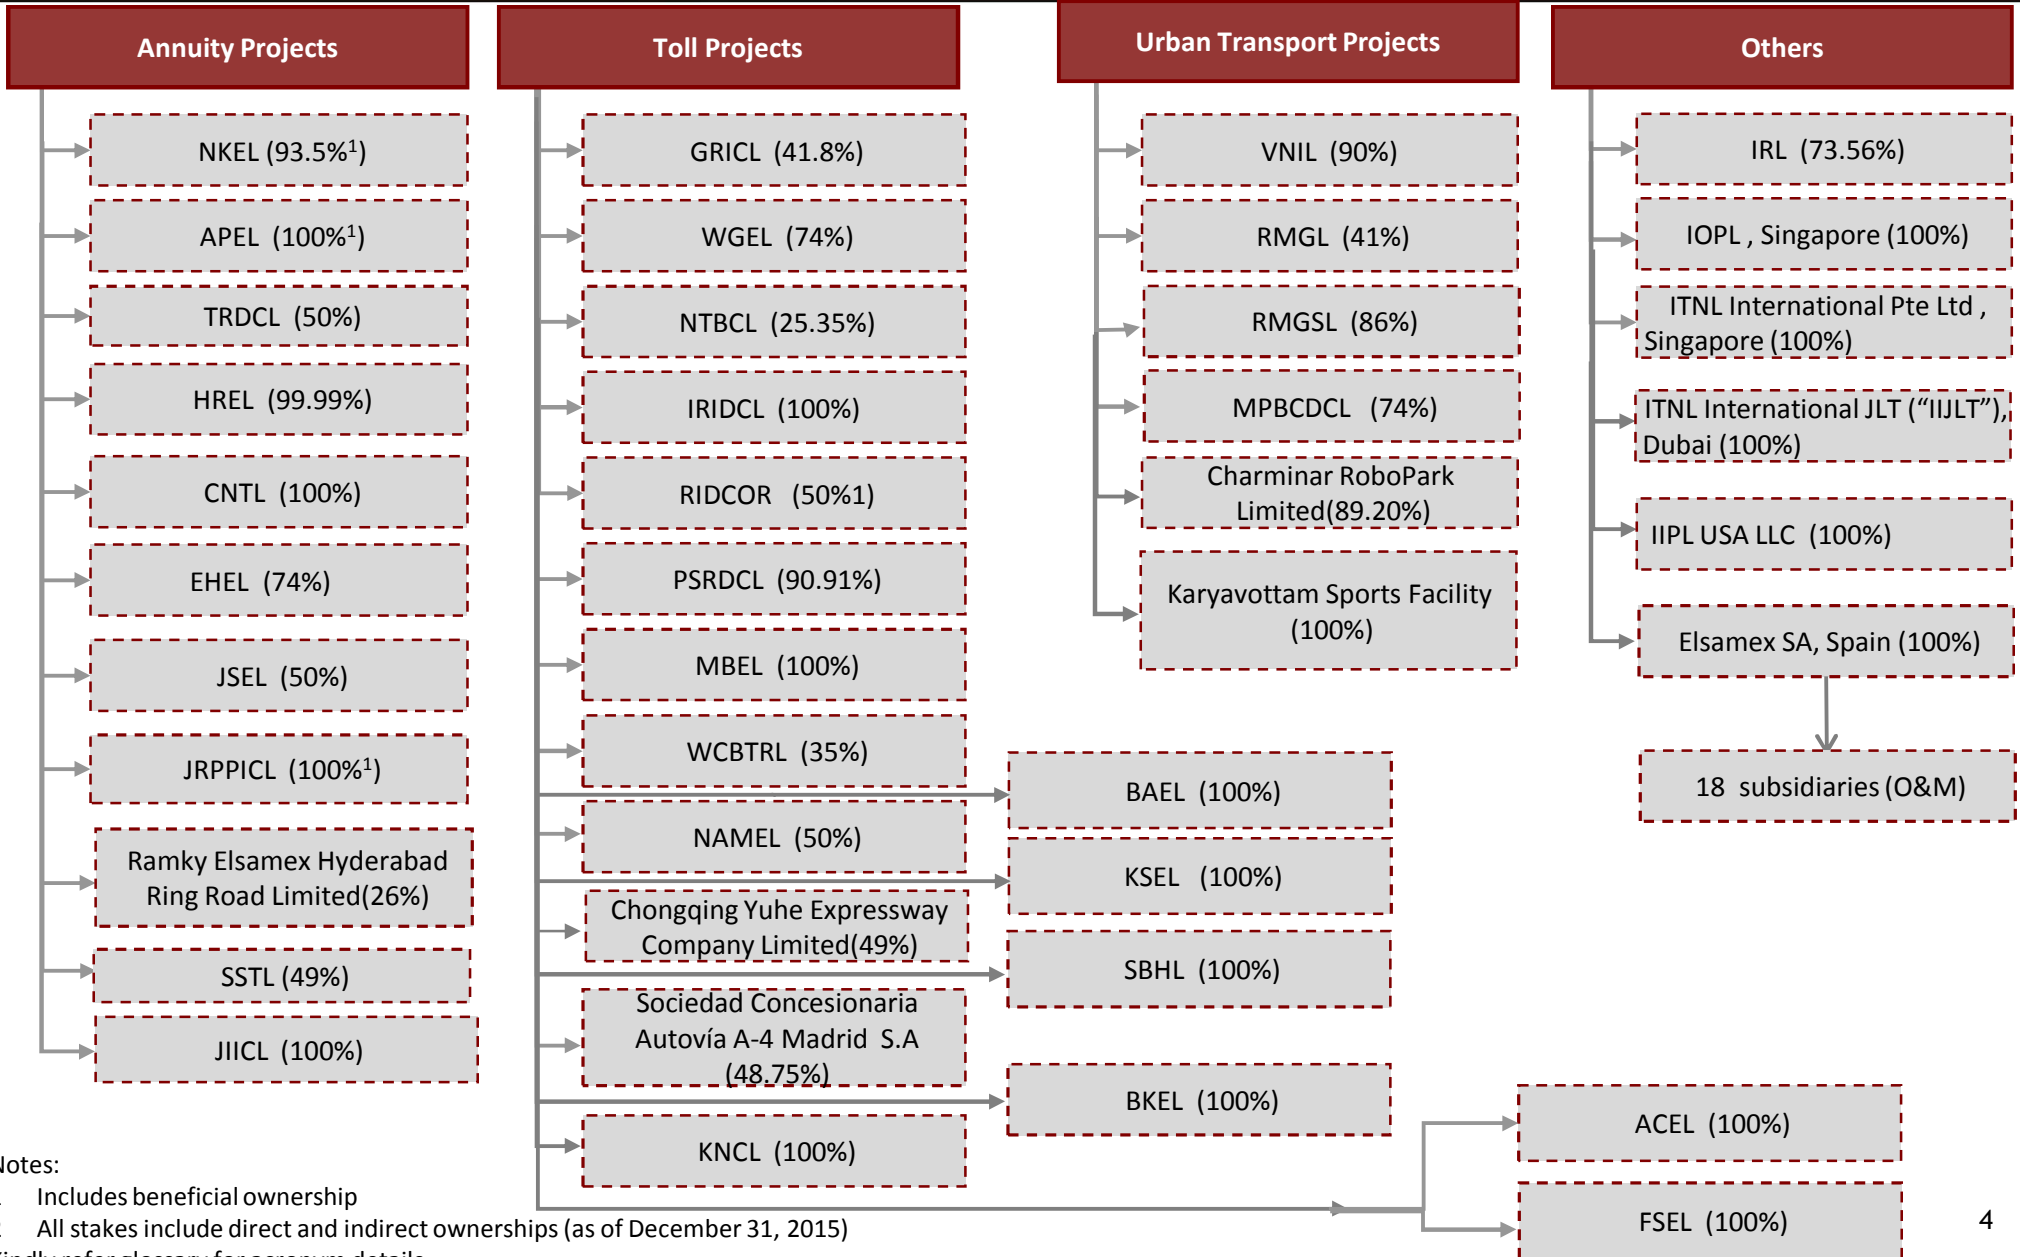 Annuity Projects
NKEL (93.5%¹)
APEL (100%¹)
TRDCL (50%)
HREL (99.99%)
CNTL (100%)
EHEL (74%)
JSEL (50%)
JRPPICL (100%¹)
Ramky Elsamex Hyderabad
Ring Road Limited(26%)
SSTL (49%)
JIICL (100%)
Toll Projects
GRICL (41.8%)
WGEL (74%)
NTBCL (25.35%)
IRIDCL (100%)
RIDCOR (50%1)
PSRDCL (90.91%)
MBEL (100%)
WCBTRL (35%)
NAMEL (50%)
Chongqing Yuhe Expressway
Company Limited(49%)
Sociedad Concesionaria
Autovía A-4 Madrid S.A
(48.75%)
KNCL (100%)
BAEL (100%)
KSEL (100%)
SBHL (100%)
BKEL (100%)
ACEL (100%)
FSEL (100%)
Urban Transport Projects
VNIL (90%)
RMGL (41%)
RMGSL (86%)
MPBCDCL (74%)
Charminar RoboPark
Limited(89.20%)
Karyavottam Sports Facility
(100%)
Others
IRL (73.56%)
IOPL , Singapore (100%)
ITNL International Pte Ltd ,
Singapore (100%)
ITNL International JLT (“IIJLT”),
Dubai (100%)
IIPL USA LLC (100%)
Elsamex SA, Spain (100%)
18 subsidiaries (O&M)
Notes:
Includes beneficial ownership
All stakes include direct and indirect ownerships (as of December 31, 2015)
Kindly refer glossary for acronym details
4